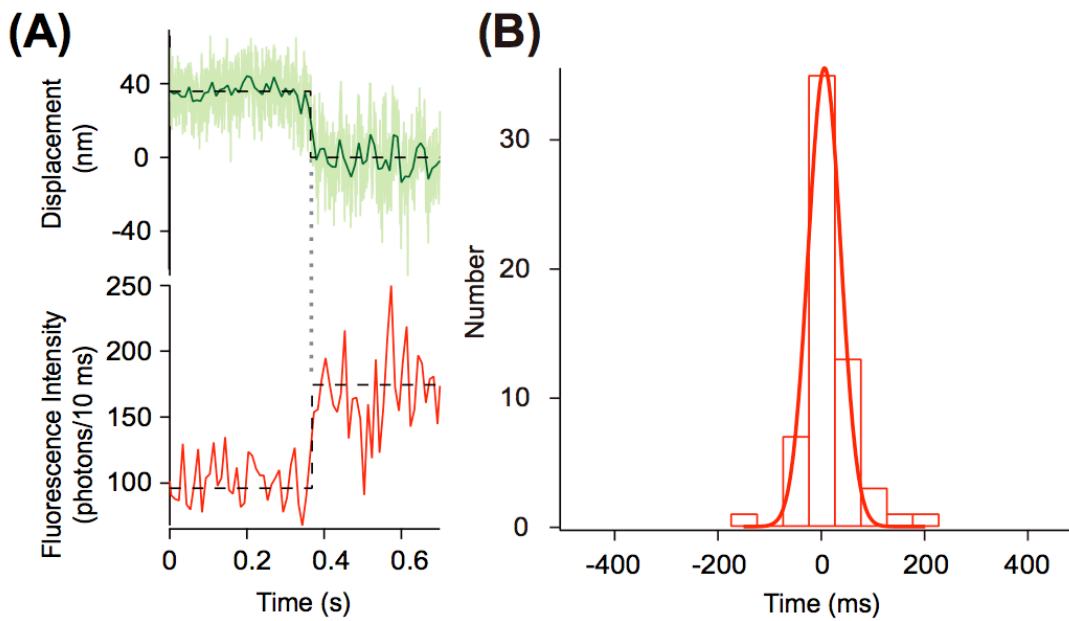 (A)
Displacement
(nm)
40
0
-40
Fluorescence Intensity
(photons/10 ms)
250
200
150
100
0
0.2
0.4
0.6
Time (s)
(B)
Number
30
20
10
0
-400
-200
0
200
400
Time (ms)